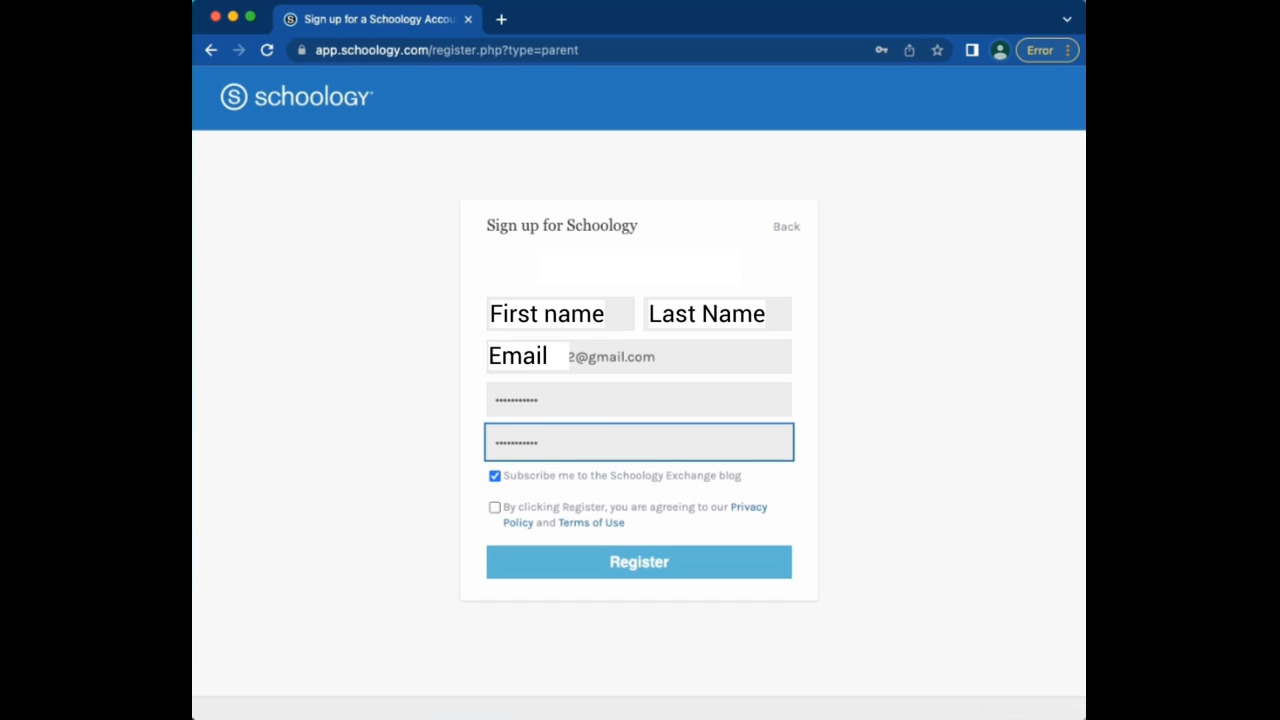 Sign up for a Schoology Accou
app.schoology.com/register.php?type=parent
Error
S schoology
Sign up for Schoology
Back
First name
Last Name
Email 2@gmail.com
•••••••••••
•••••••••••
Subscribe me to the Schoology Exchange blog
By clicking Register, you are agreeing to our Privacy
Policy and Terms of Use
Register